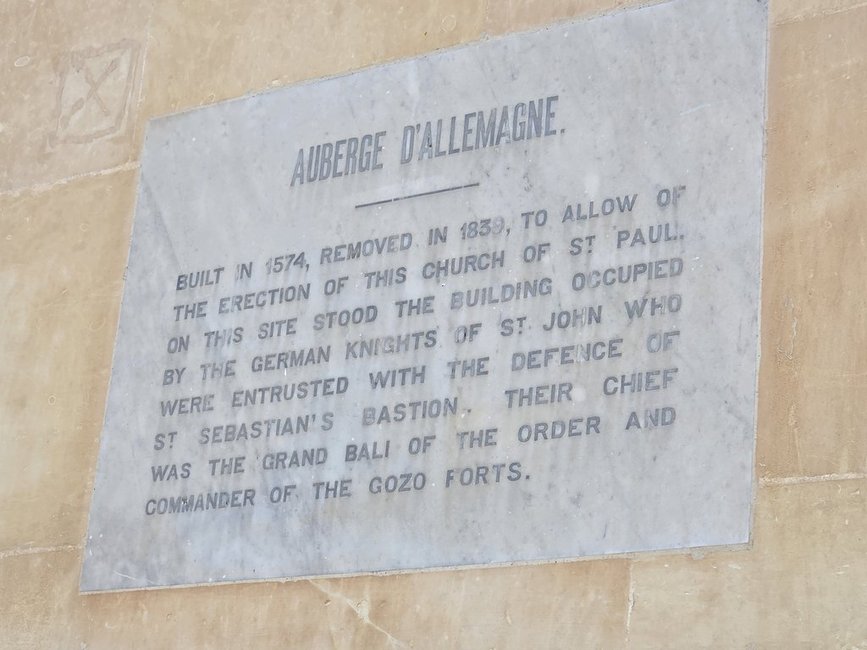 AUBERGE D'ALLEMAGNE.
BUILT IN 1574, REMOVED IN 1839, TO ALLOW OF
THE ERECTION OF THIS CHURCH OF ST PAUL.
ON THIS SITE STOOD THE BUILDING OCCUPIED
BY THE GERMAN KNIGHTS OF ST JOHN WHO
WERE ENTRUSTED WITH THE DEFENCE OF
ST SEBASTIAN'S BASTION. THEIR CHIEF
WAS THE GRAND BALI OF THE ORDER AND
COMMANDER OF THE GOZO FORTS.